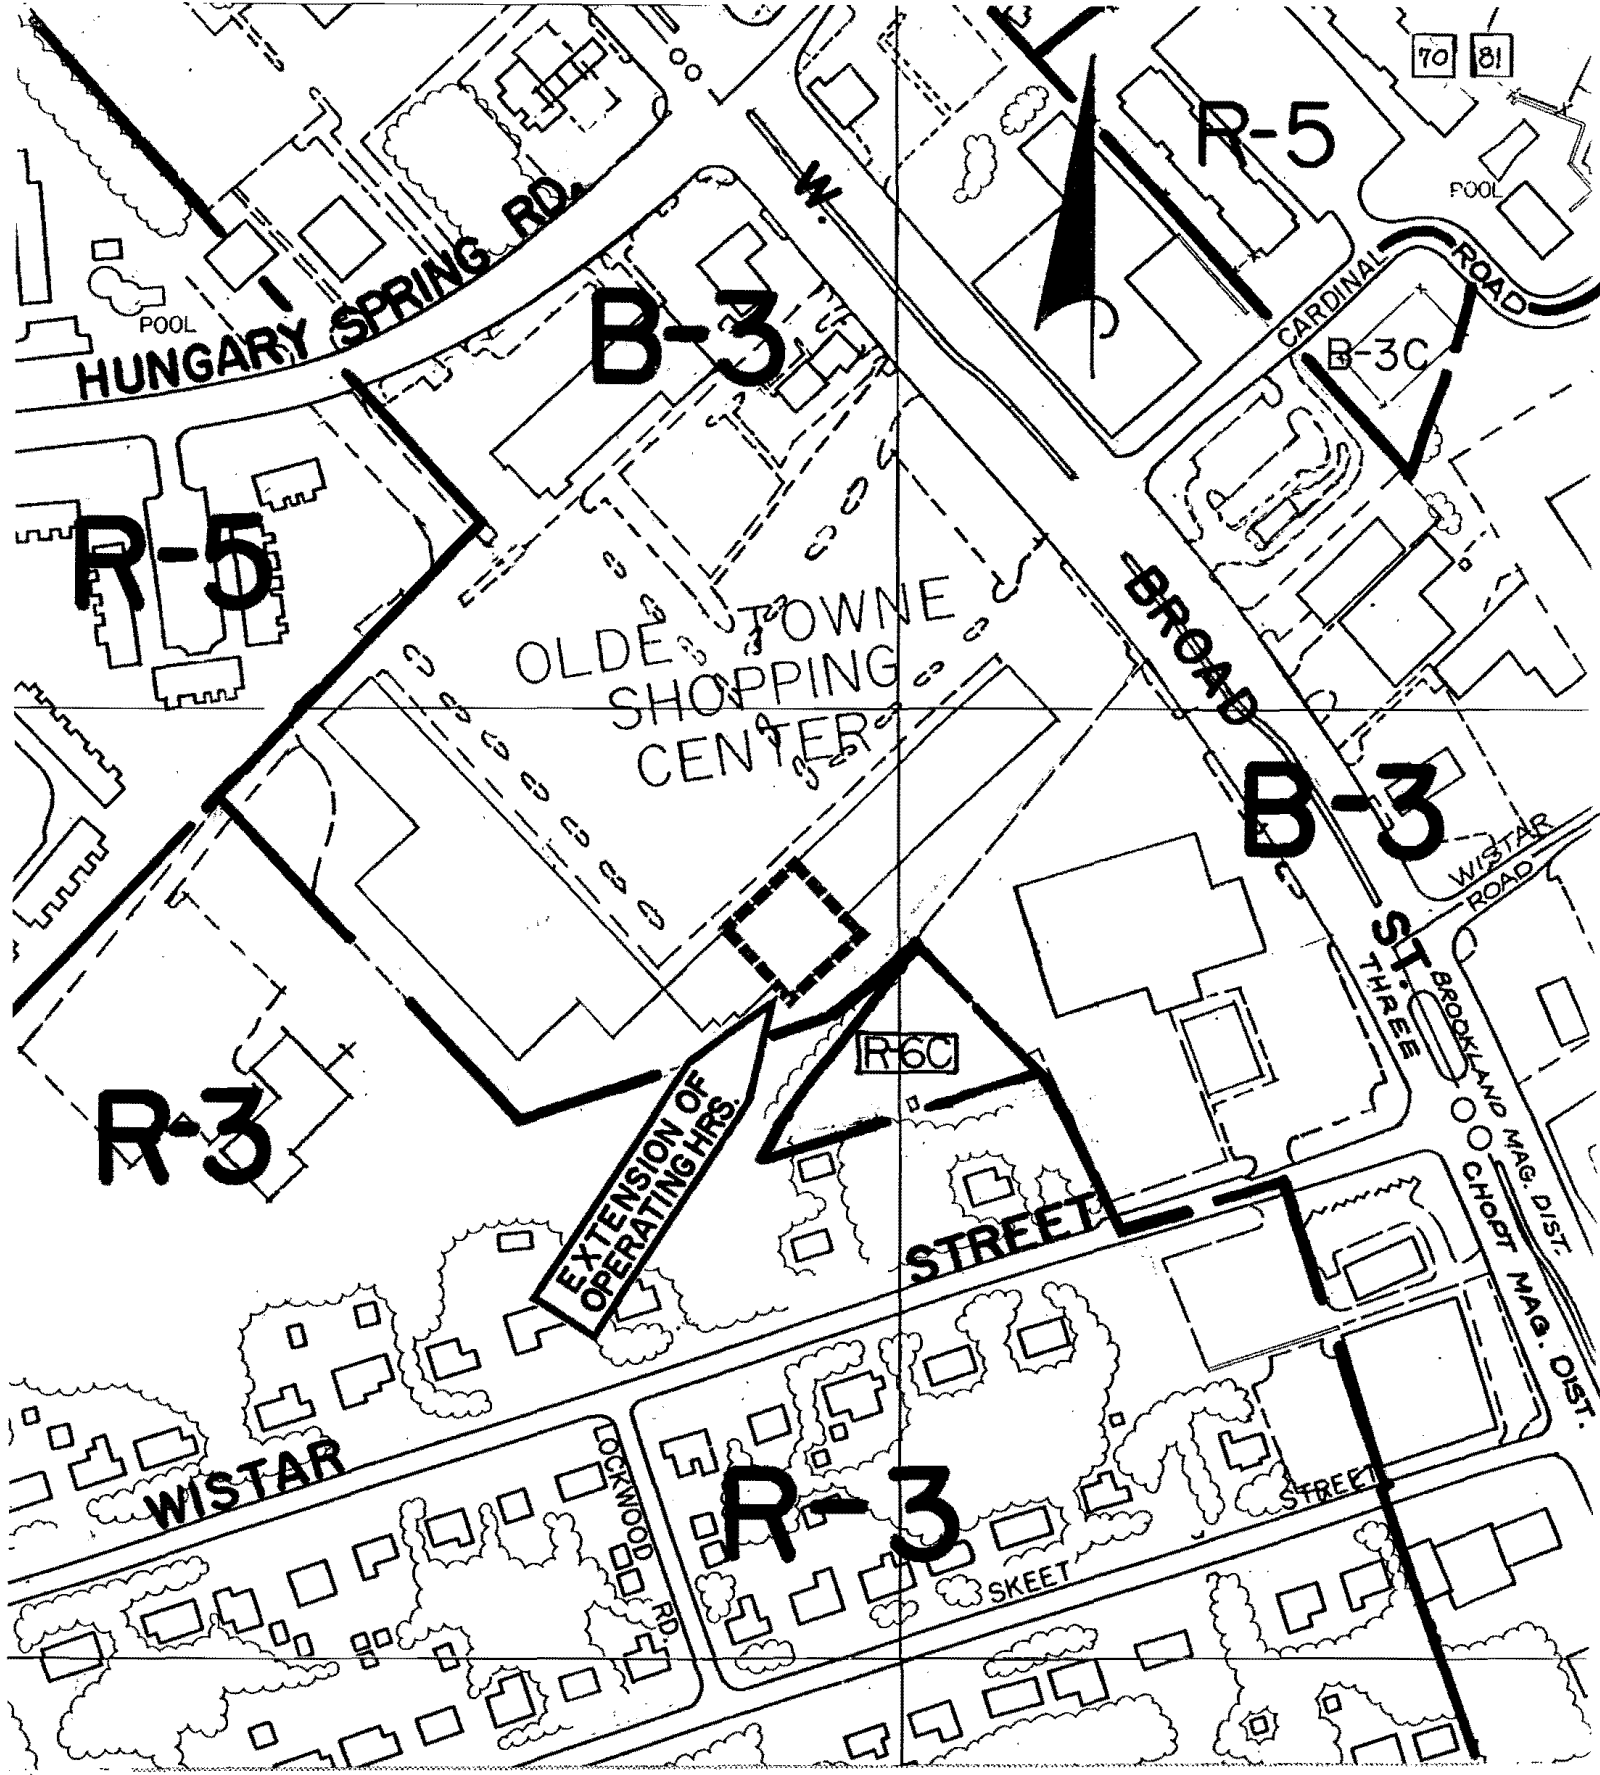 70 81
R-5
POOL
W.
HUNGARY SPRING RD.
POOL
B-3
CARDINAL ROAD
B-3C
R-5
OLDE TOWNE
SHOPPING
CENTER
BROAD
B-3
WISTAR
ROAD
ST.
THREE
BROOKLAND MAG. DIST.
CHOPT MAG. DIST.
R-6C
R-3
EXTENSION OF
OPERATING HRS.
STREET
WISTAR
LOCKWOOD RD.
R-3
SKEET
STREET